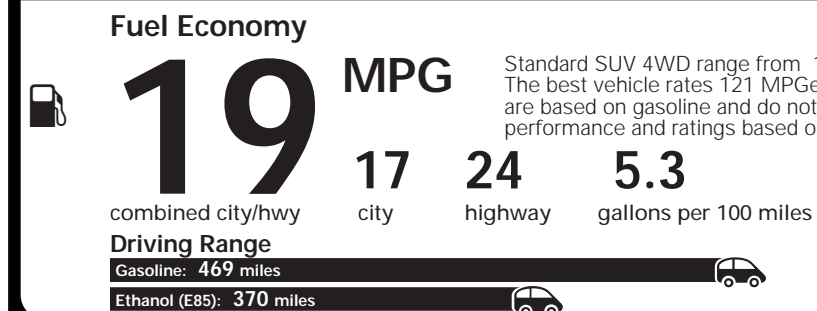 Fuel Economy
19
MPG
Standard SUV 4WD range from
The best vehicle rates 121 MPGe
are based on gasoline and do not
performance and ratings based
17
24
5.3
combined city/hwy
city
highway
gallons per 100 miles
Driving Range
Gasoline: 469 miles
Ethanol (E85): 370 miles